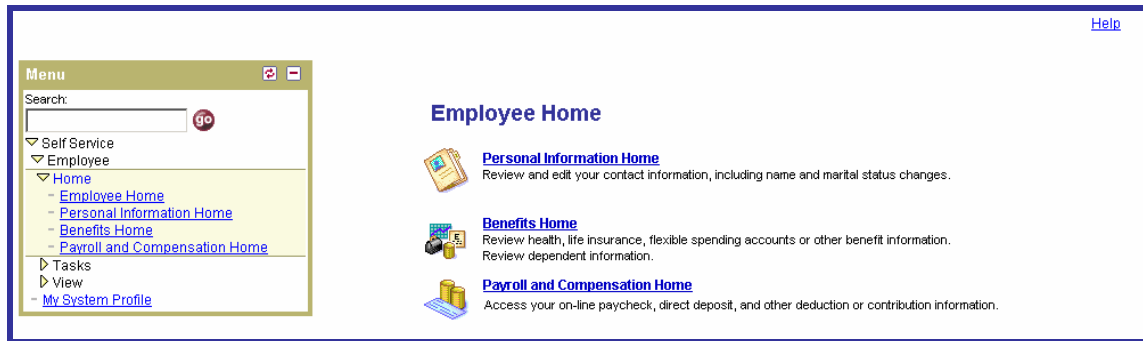 Help
Menu
Search:
go
Self Service
Employee
Home
Employee Home
Personal Information Home
Benefits Home
Payroll and Compensation Home
Tasks
View
My System Profile
Employee Home
Personal Information Home
Review and edit your contact information, including name and marital status changes.
Benefits Home
Review health, life insurance, flexible spending accounts or other benefit information.
Review dependent information.
Payroll and Compensation Home
Access your on-line paycheck, direct deposit, and other deduction or contribution information.